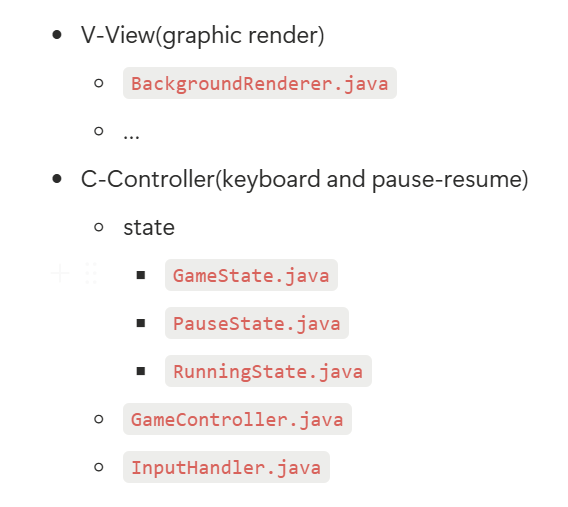 V-View(graphic render)
BackgroundRenderer.java
...
C-Controller(keyboard and pause-resume)
state
GameState.java
PauseState.java
RunningState.java
GameController.java
InputHandler.java